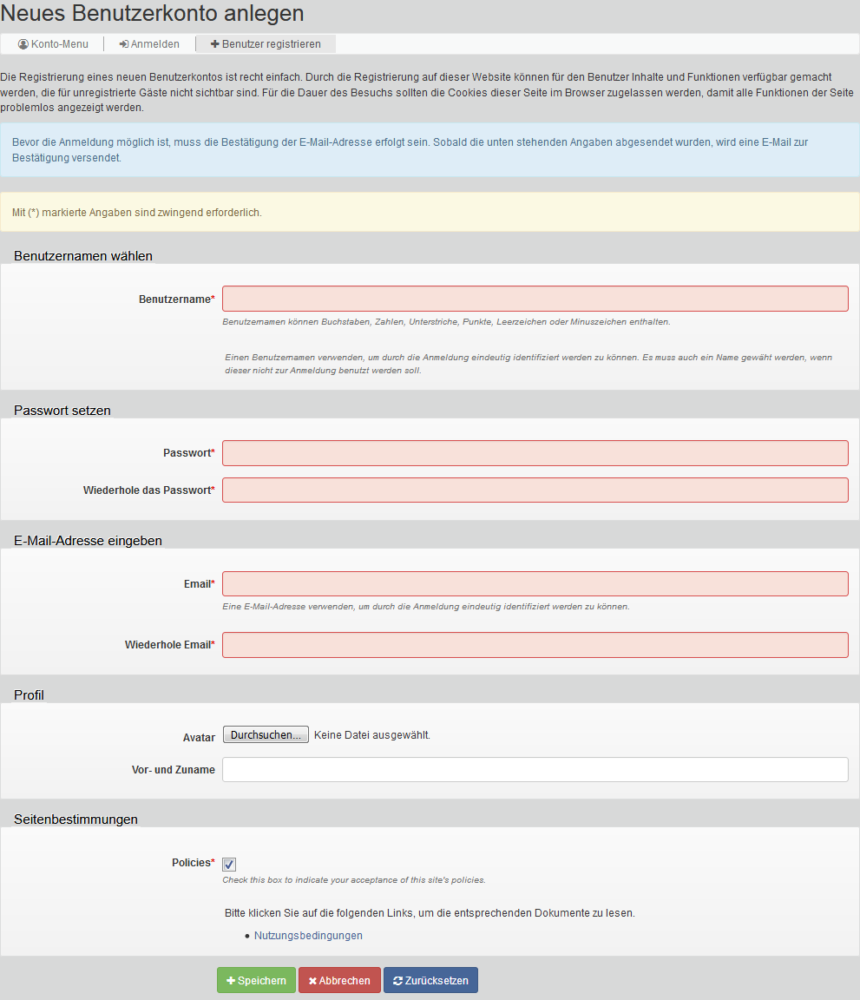 Neues Benutzerkonto anlegen
Konto-Menu Anmelden Benutzer registrieren
Die Registrierung eines neuen Benutzerkontos ist recht einfach. Durch die Registrierung auf dieser Website können für den Benutzer Inhalte und Funktionen verfügbar gemacht
werden, die für unregistrierte Gäste nicht sichtbar sind. Für die Dauer des Besuchs sollten die Cookies dieser Seite im Browser zugelassen werden, damit alle Funktionen der Seite
problemlos angezeigt werden.
Bevor die Anmeldung möglich ist, muss die Bestätigung der E-Mail-Adresse erfolgt sein. Sobald die unten stehenden Angaben abgesendet wurden, wird eine E-Mail zur
Bestätigung versendet.
Mit (*) markierte Angaben sind zwingend erforderlich.
Benutzernamen wählen
Benutzername*
Benutzernamen können Buchstaben, Zahlen, Unterstriche, Punkte, Leerzeichen oder Minuszeichen enthalten.
Einen Benutzernamen verwenden, um durch die Anmeldung eindeutig identifiziert werden zu können. Es muss auch ein Name gewäht werden, wenn
dieser nicht zur Anmeldung benutzt werden soll.
Passwort setzen
Passwort*
Wiederhole das Passwort*
E-Mail-Adresse eingeben
Email*
Eine E-Mail-Adresse verwenden, um durch die Anmeldung eindeutig identifiziert werden zu können.
Wiederhole Email*
Profil
Avatar Durchsuchen... Keine Datei ausgewählt.
Vor- und Zuname
Seitenbestimmungen
Policies*
Check this box to indicate your acceptance of this site's policies.
Bitte klicken Sie auf die folgenden Links, um die entsprechenden Dokumente zu lesen.
• Nutzungsbedingungen
Speichern Abbrechen Zurücksetzen